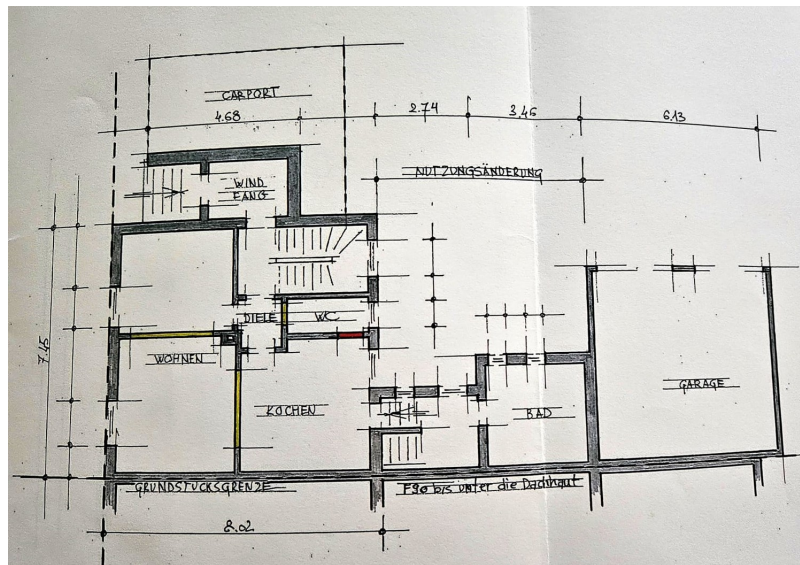 CARPORT
4.68
2.74
3.45
6.13
NUTZUNGSÄNDERUNG
WIND
FANG
DIELE
WC
WOHNEN
7.45
KOCHEN
BAD
GARAGE
GRUNDSTÜCKSGRENZE
F90 bis unter die Dachhaut
8.02